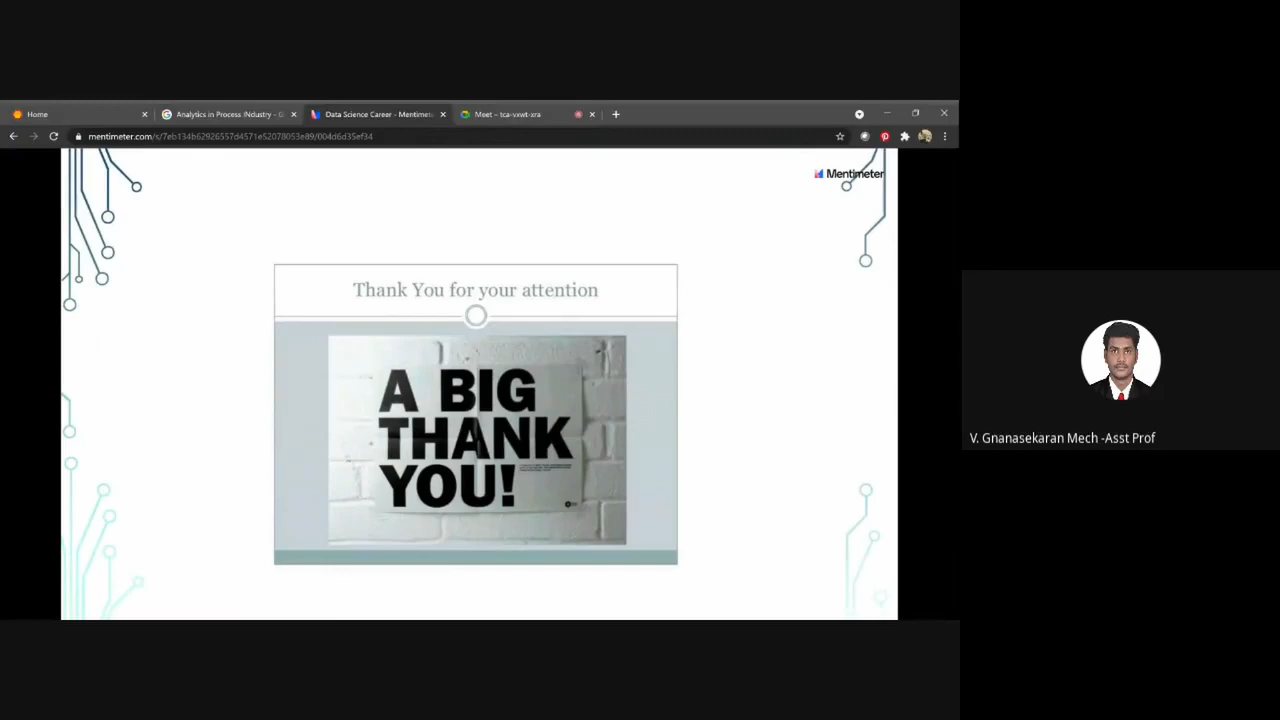 Home
Analytics in Process INdustry - G
Data Science Career - Mentimete
Meet – tca-vxwt-xra
mentimeter.com/s/7eb134b62926557d4571e52078053e89/004d6d35ef34
Mentimeter
Thank You for your attention
A BIG
THANK
YOU!
V. Gnanasekaran Mech -Asst Prof